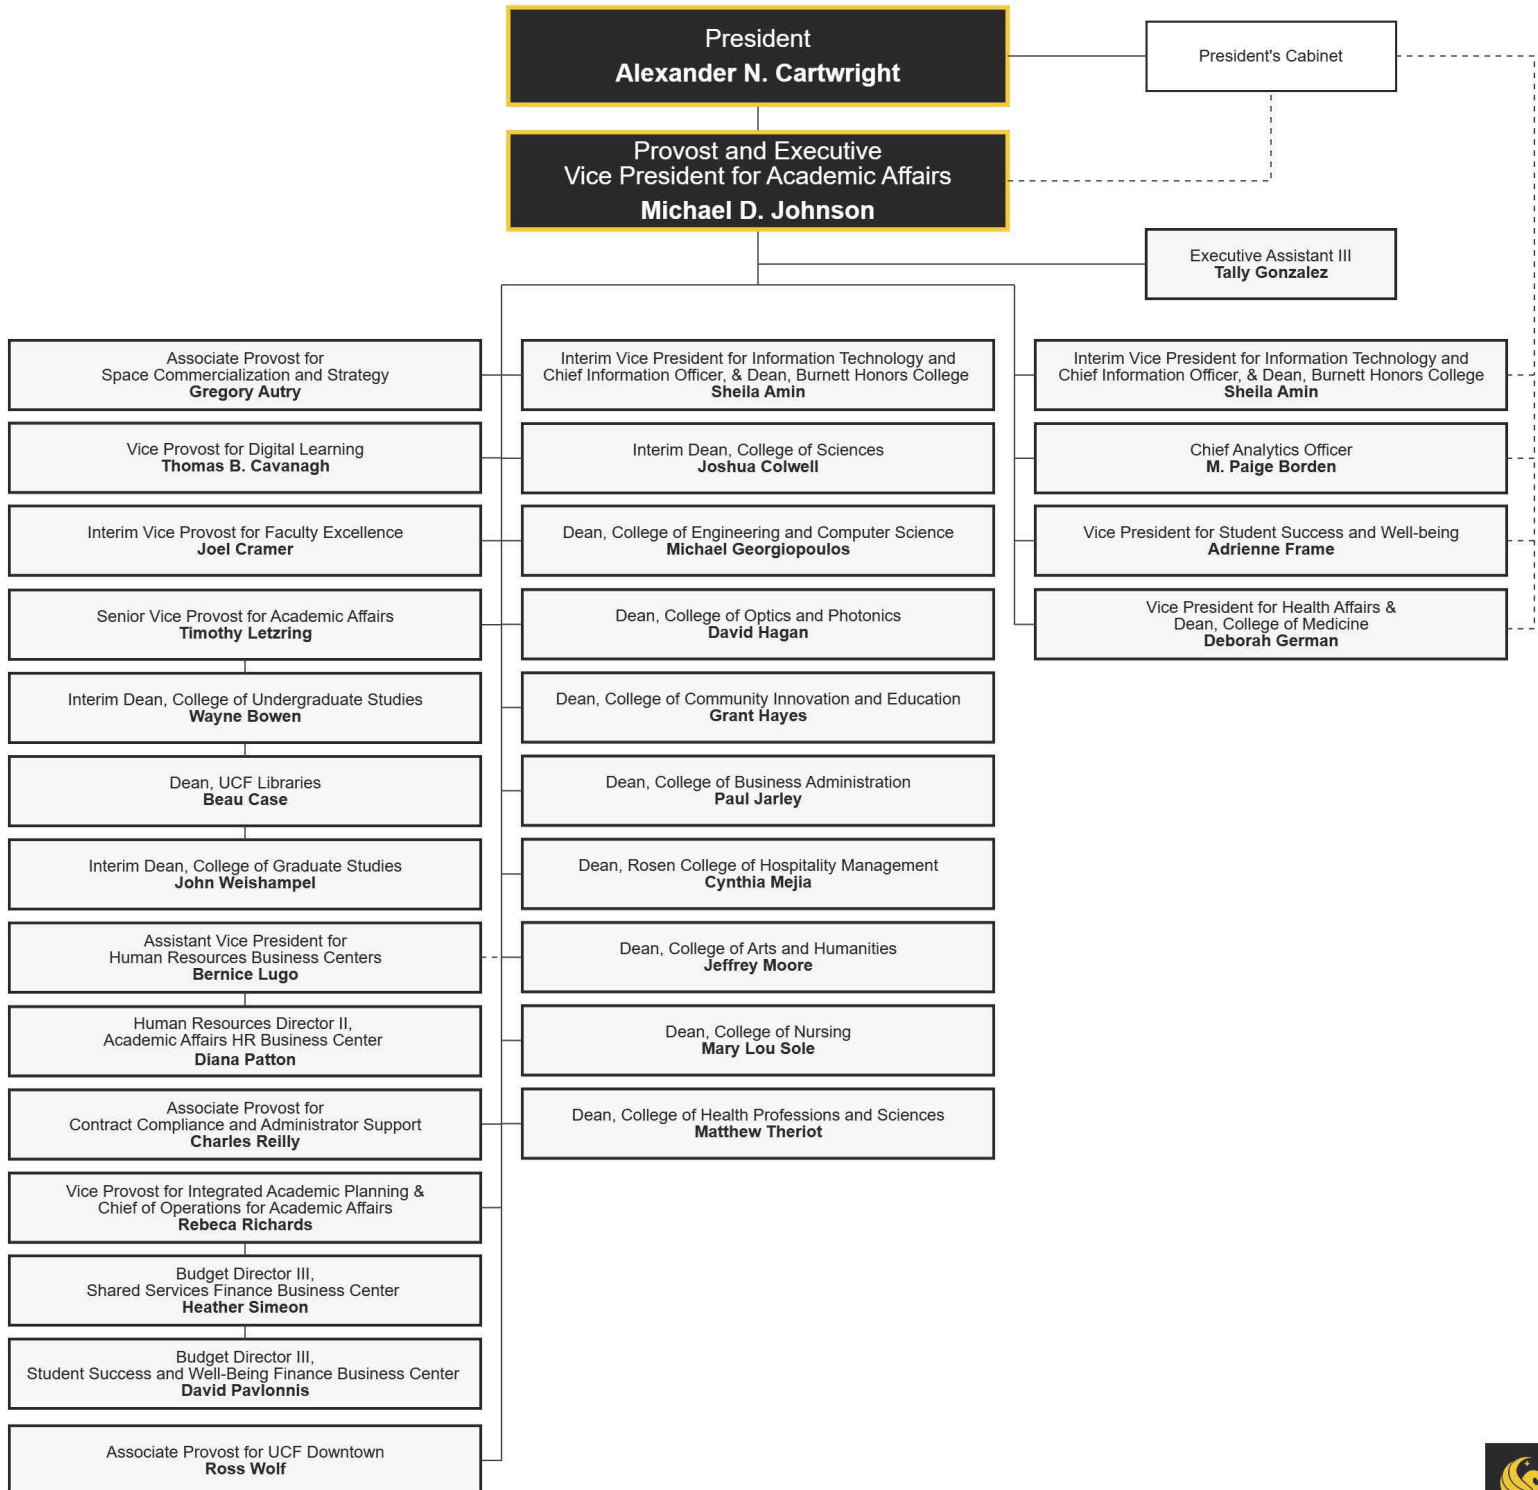 President
Alexander N. Cartwright
President's Cabinet
Provost and Executive
Vice President for Academic Affairs
Michael D. Johnson
Executive Assistant III
Tally Gonzalez
Associate Provost for
Space Commercialization and Strategy
Gregory Autry
Vice Provost for Digital Learning
Thomas B. Cavanagh
Interim Vice Provost for Faculty Excellence
Joel Cramer
Senior Vice Provost for Academic Affairs
Timothy Letzring
Interim Dean, College of Undergraduate Studies
Wayne Bowen
Dean, UCF Libraries
Beau Case
Interim Dean, College of Graduate Studies
John Weishampel
Assistant Vice President for
Human Resources Business Centers
Bernice Lugo
Human Resources Director II,
Academic Affairs HR Business Center
Diana Patton
Associate Provost for
Contract Compliance and Administrator Support
Charles Reilly
Vice Provost for Integrated Academic Planning &
Chief of Operations for Academic Affairs
Rebeca Richards
Budget Director III,
Shared Services Finance Business Center
Heather Simeon
Budget Director III,
Student Success and Well-Being Finance Business Center
David Pavlonnis
Associate Provost for UCF Downtown
Ross Wolf
Interim Vice President for Information Technology and
Chief Information Officer, & Dean, Burnett Honors College
Sheila Amin
Interim Dean, College of Sciences
Joshua Colwell
Dean, College of Engineering and Computer Science
Michael Georgiopoulos
Dean, College of Optics and Photonics
David Hagan
Dean, College of Community Innovation and Education
Grant Hayes
Dean, College of Business Administration
Paul Jarley
Dean, Rosen College of Hospitality Management
Cynthia Mejia
Dean, College of Arts and Humanities
Jeffrey Moore
Dean, College of Nursing
Mary Lou Sole
Dean, College of Health Professions and Sciences
Matthew Theriot
Interim Vice President for Information Technology and
Chief Information Officer, & Dean, Burnett Honors College
Sheila Amin
Chief Analytics Officer
M. Paige Borden
Vice President for Student Success and Well-being
Adrienne Frame
Vice President for Health Affairs &
Dean, College of Medicine
Deborah German